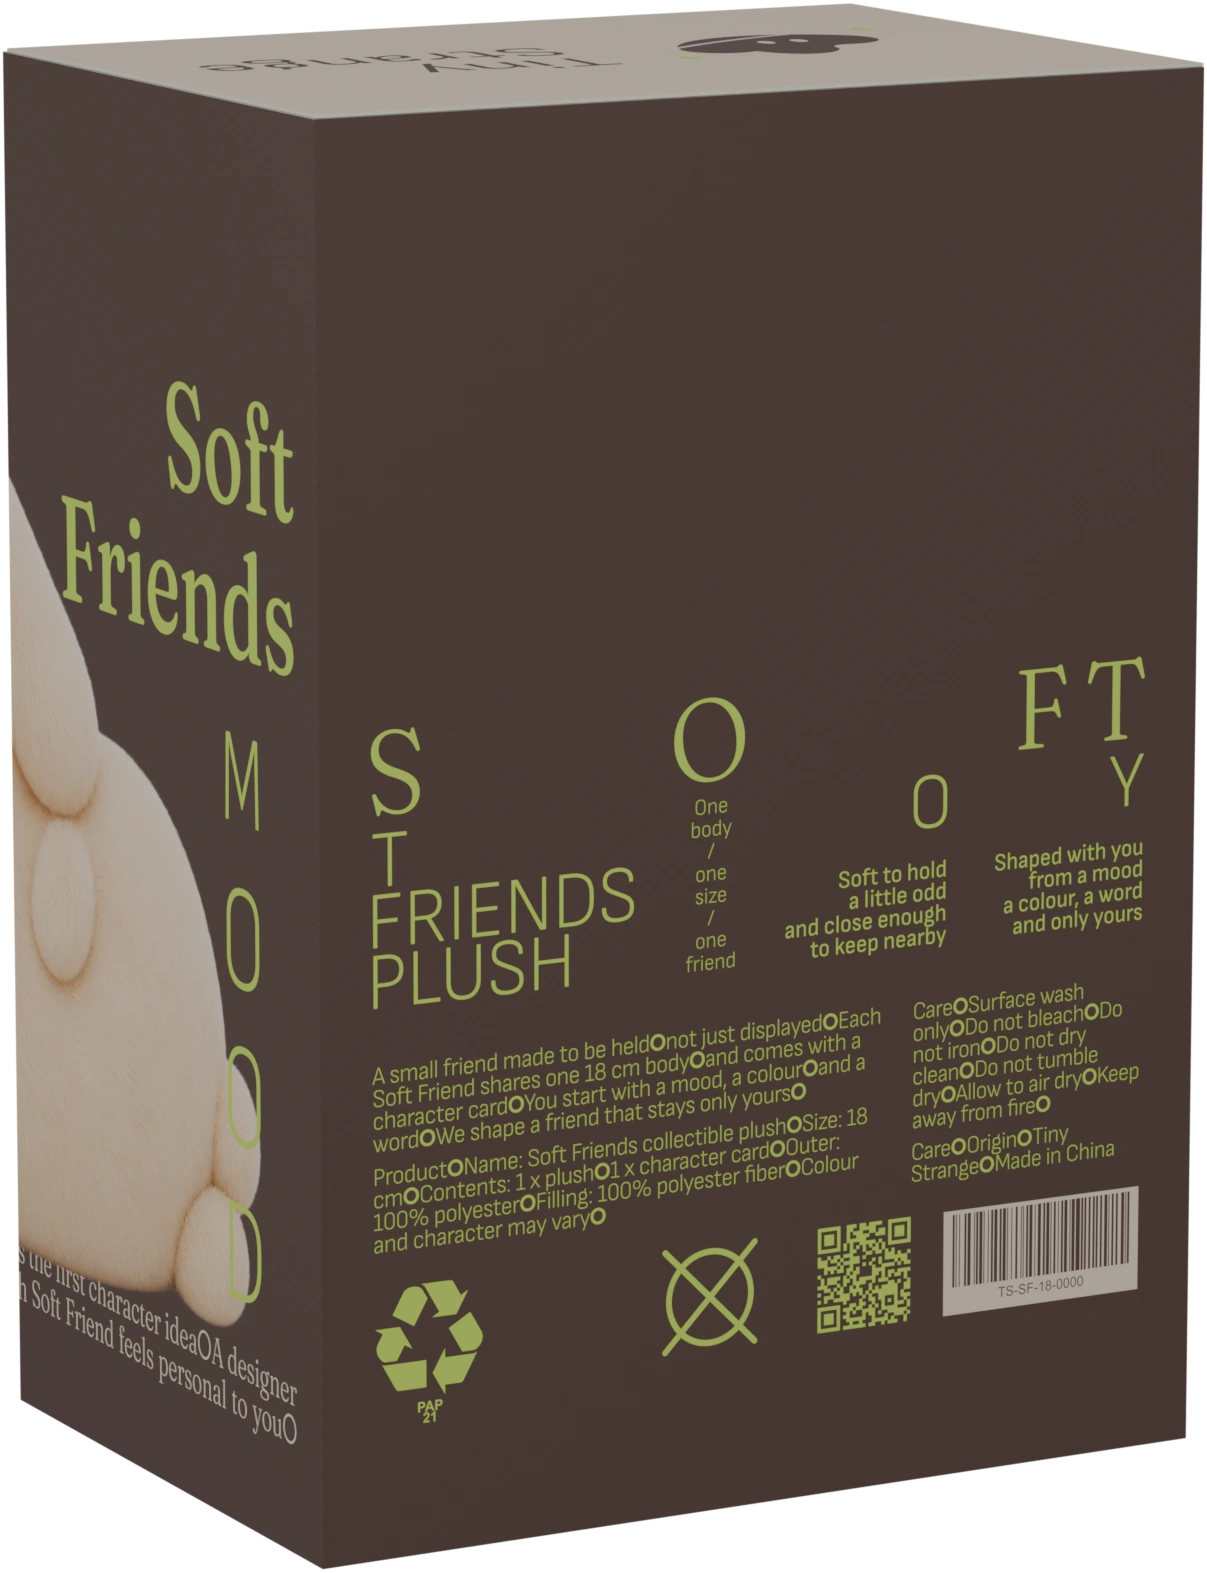 Tiny
Strange
Soft
Friends
M
O
O
D
s the first character ideaOA designer
h Soft Friend feels personal to youO
S O F T
T O Y
FRIENDS
PLUSH
One
body
/
one
size
/
one
friend
Soft to hold
a little odd
and close enough
to keep nearby
Shaped with you
from a mood
a colour, a word
and only yours
A small friend made to be heldOnot just displayedOEach
Soft Friend shares one 18 cm bodyOand comes with a
character cardOYou start with a mood, a colourOand a
wordOWe shape a friend that stays only yoursO
ProductOName: Soft Friends collectible plushOSize: 18
cmOContents: 1 x plushO1 x character cardOOuter:
100% polyesterOFilling: 100% polyester fiberOColour
and character may varyO
CareOSurface wash
onlyODo not bleachODo
not ironODo not dry
cleanODo not tumble
dryOAllow to air dryOKeep
away from fireO
CareOOriginOTiny
StrangeOMade in China
PAP
21
TS-SF-18-0000